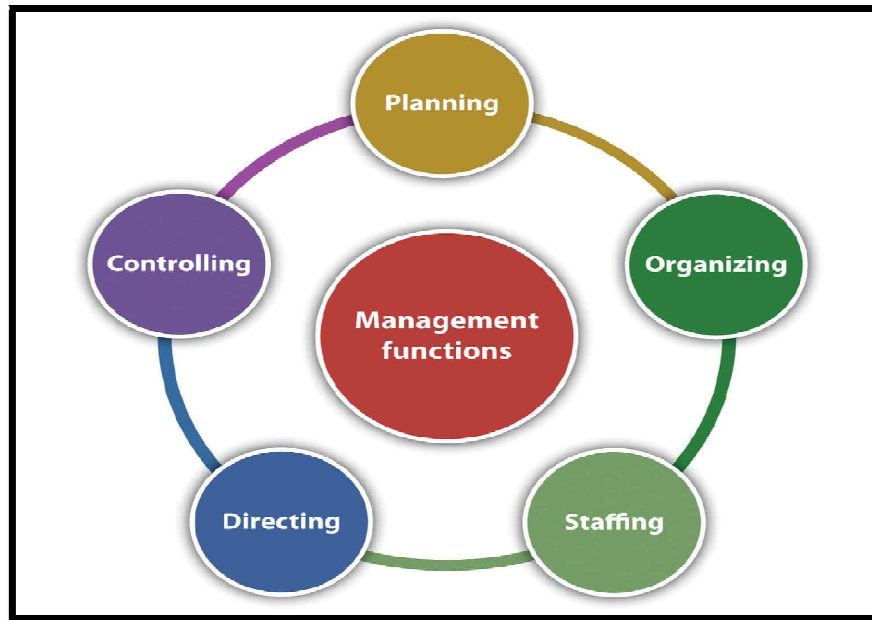 Planning
Controlling
Organizing
Management
functions
Directing
Staffing